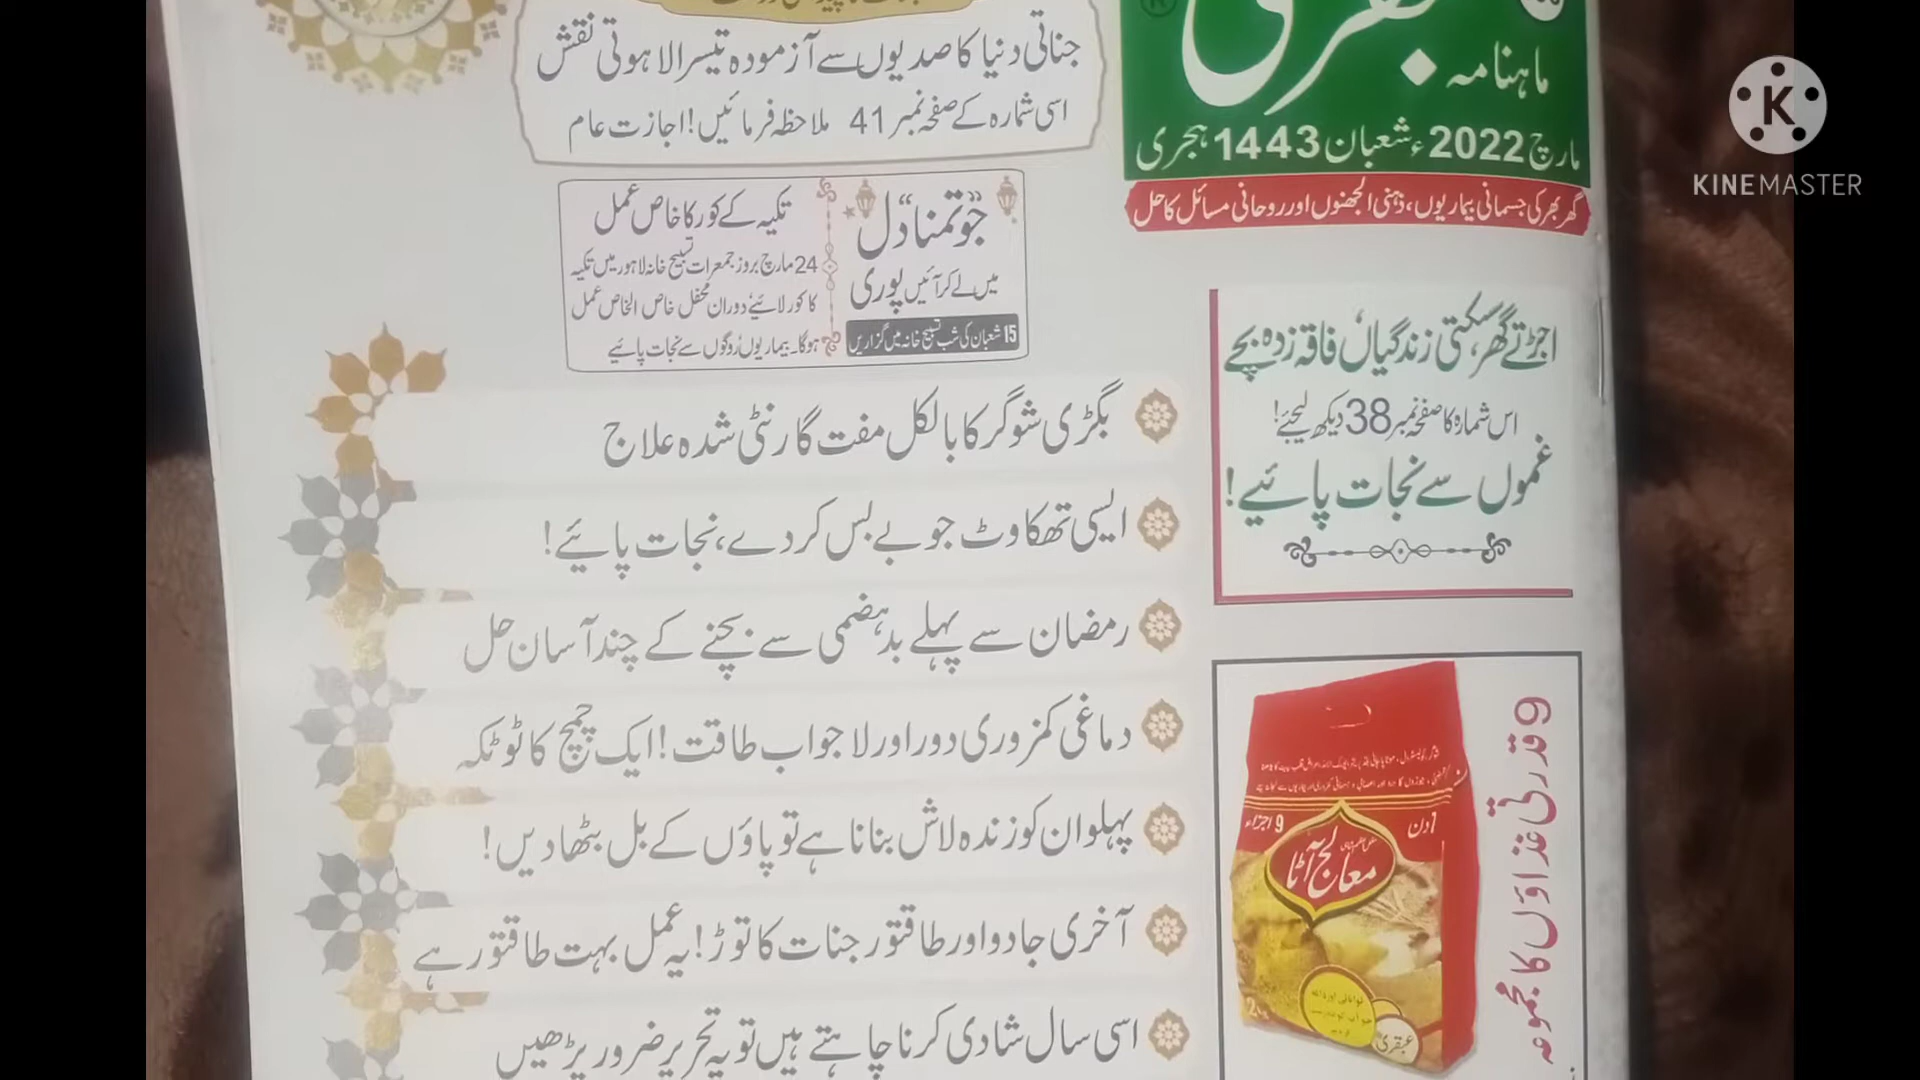 ماہنامہ عبقری
مارچ 2022ء شعبان 1443 ہجری
گھر بھر کی جسمانی بیماریوں، ذہنی الجھنوں اور روحانی مسائل کا حل
KINEMASTER
جناتی دنیا کا صدیوں سے آزمودہ تیسرا لاہوتی نقش
اسی شمارہ کے صفحہ نمبر 41 ملاحظہ فرمائیں! اجازت عام
جو تمنا دل
میں لے کر آئیں پوری
15 شعبان کی شب تسبیح خانہ میں گزاریں
تکیہ کے کور کا خاص عمل
24 مارچ بروز جمعرات تسبیح خانہ لاہور میں تکیہ
کا کور لائیے دوران محفل خاص الخاص عمل
ہوگا۔ بیماریوں روگوں سے نجات پائیے
اجڑتے گھر، سسکتی زندگیاں فاقہ زدہ بچے
اس شمارہ کا صفحہ نمبر 38 دیکھ لیجئے!
غموں سے نجات پائیے!
بگڑی شوگر کا بالکل مفت گارنٹی شدہ علاج
ایسی تھکاوٹ جو بے بس کر دے، نجات پائیے!
رمضان سے پہلے بدہضمی سے بچنے کے چند آسان حل
دماغی کمزوری دور اور لاجواب طاقت! ایک چمچ کا ٹوٹکہ
پہلوان کو زندہ لاش بنانا ہے تو پاؤں کے بل بٹھا دیں!
آخری جادو اور طاقتور جنات کا توڑ! یہ عمل بہت طاقتور ہے
اسی سال شادی کرنا چاہتے ہیں تو یہ تحریر ضرور پڑھیں
9 قدرتی غذاؤں کا مجموعہ
7 دن
9 اجزاء
معالج آٹا
عبقری